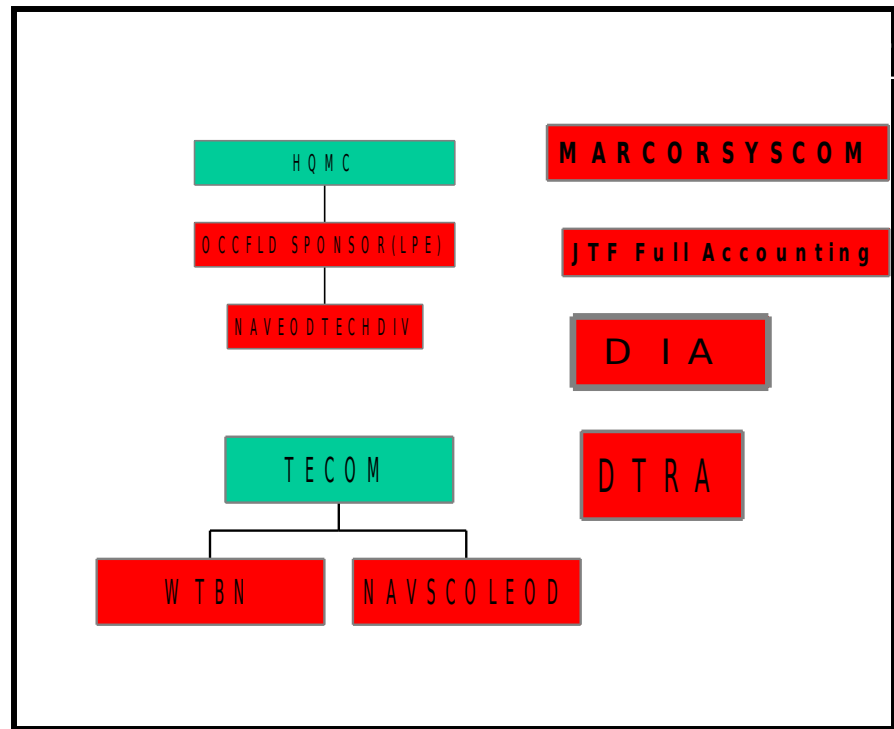 HQMC
OCCFLD SPONSOR(LPE)
NAVEODTECHDIV
TECOM
WTBN
NAVSCOLEOD
MARCORSYSCOM
JTF Full Accounting
DIA
DTRA